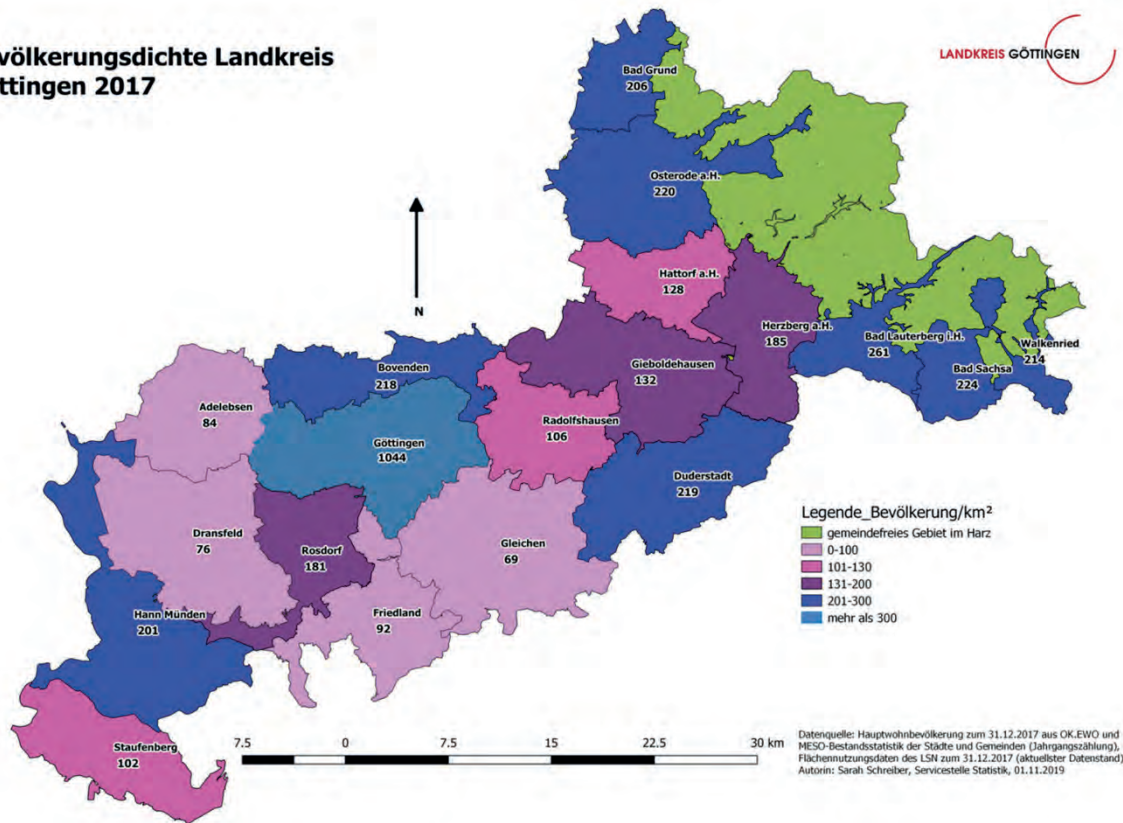 völkerungsdichte Landkreis
ttingen 2017
LANDKREIS GÖTTINGEN
Bad Grund
206
Osterode a.H.
220
Hattorf a.H.
128
Herzberg a.H.
185
Bad Lauterberg i.H.
261
Walkenried
214
Bad Sachsa
224
N
Gieboldehausen
132
Bovenden
218
Adelebsen
84
Göttingen
1044
Radolfshausen
106
Duderstadt
219
Dransfeld
76
Rosdorf
181
Gleichen
69
Friedland
92
Hann Münden
201
Staufenberg
102
Legende_Bevölkerung/km²
gemeindefreies Gebiet im Harz
0-100
101-130
131-200
201-300
mehr als 300
7.5 0 7.5 15 22.5 30 km
Datenquelle: Hauptwohnbevölkerung zum 31.12.2017 aus OK.EWO und
MESO-Bestandsstatistik der Städte und Gemeinden (Jahrgangszählung),
Flächennutzungsdaten des LSN zum 31.12.2017 (aktuellster Datenstand)
Autorin: Sarah Schreiber, Servicestelle Statistik, 01.11.2019